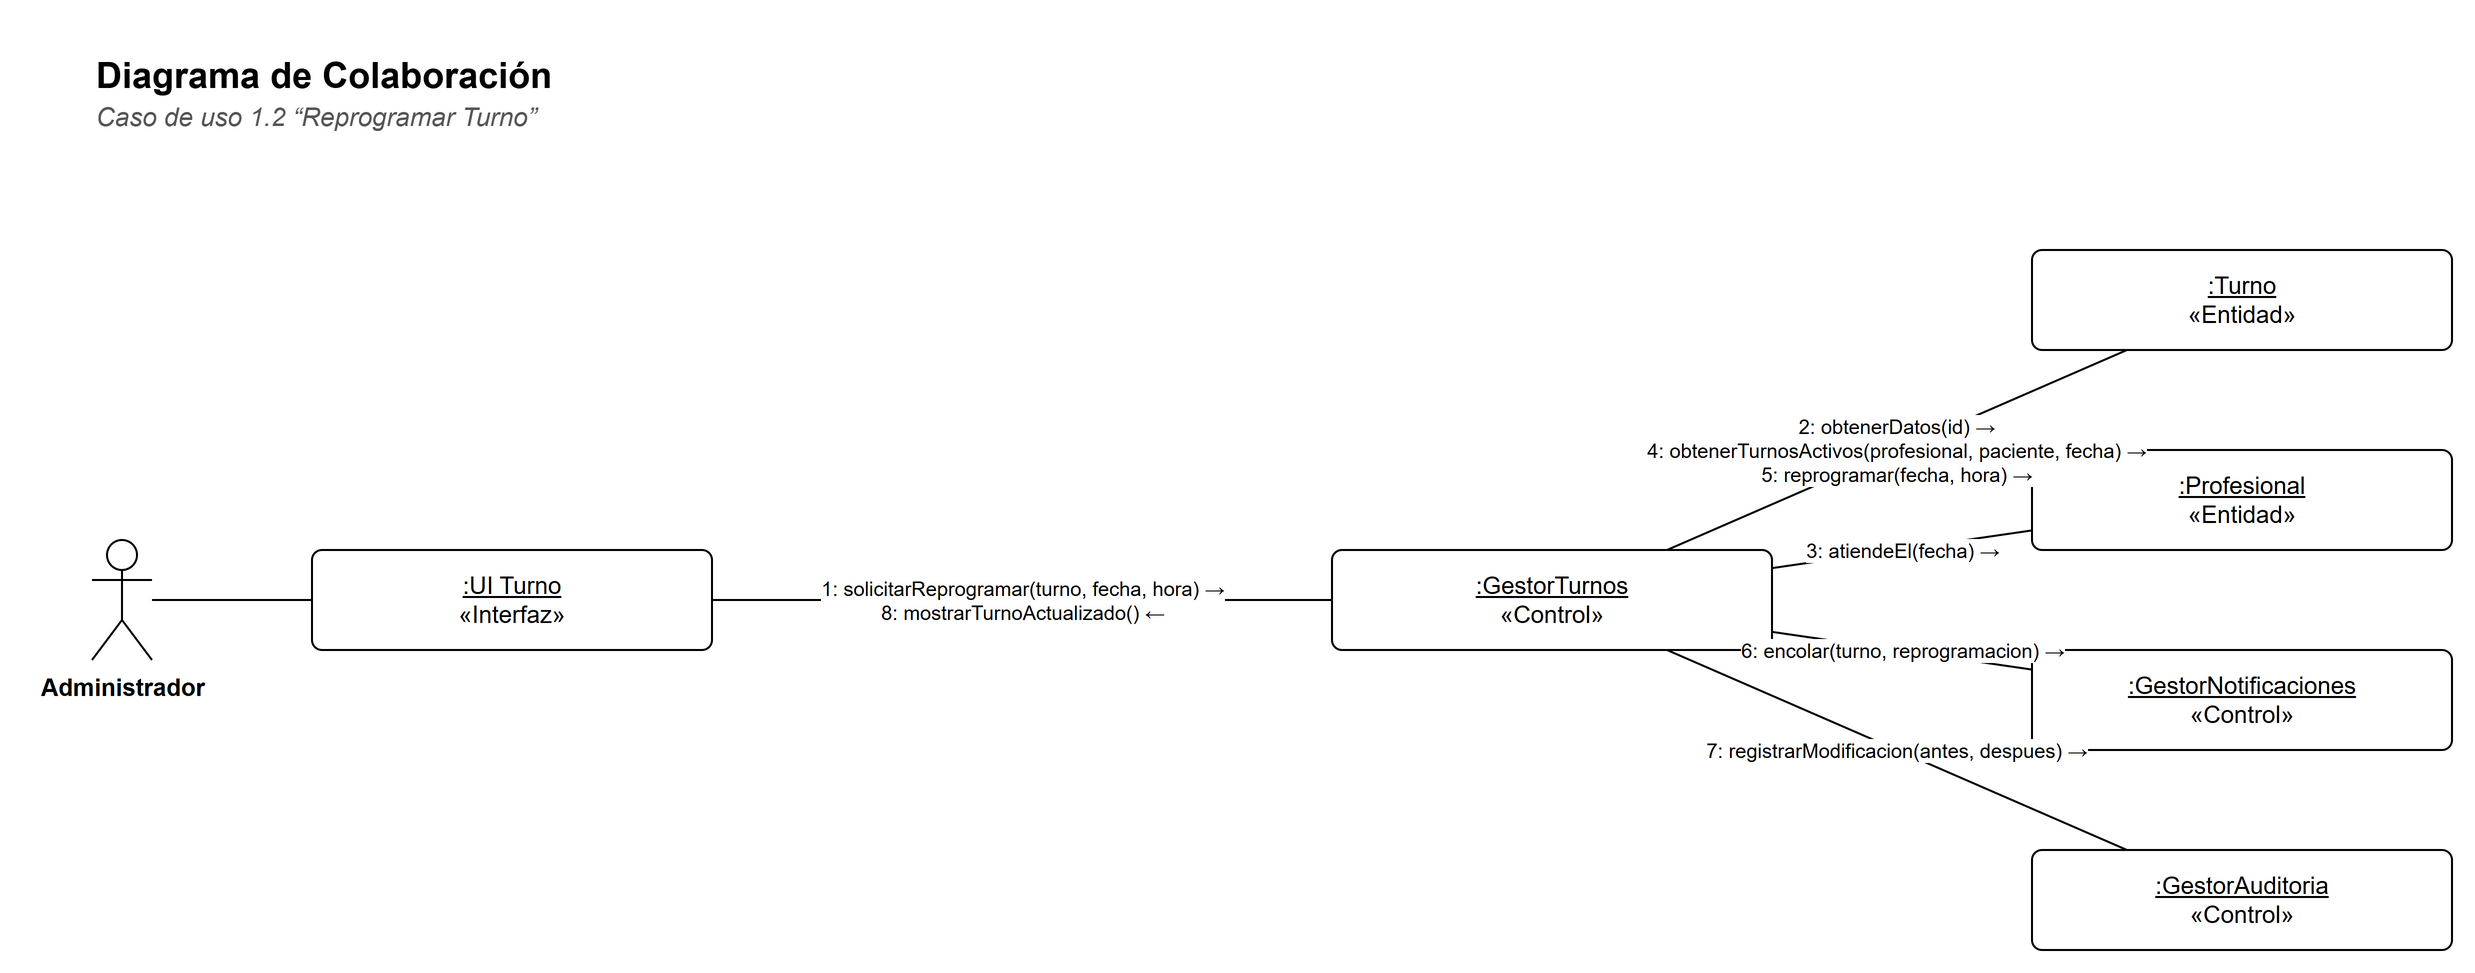 Diagrama de Colaboración
Caso de uso 1.2 “Reprogramar Turno”
:Turno
«Entidad»
2: obtenerDatos(id) →
4: obtenerTurnosActivos(profesional, paciente, fecha) →
5: reprogramar(fecha, hora) →
:Profesional
«Entidad»
3: atiendeEl(fecha) →
Administrador
:UI Turno
«Interfaz»
1: solicitarReprogramar(turno, fecha, hora) →
8: mostrarTurnoActualizado() ←
:GestorTurnos
«Control»
6: encolar(turno, reprogramacion) →
:GestorNotificaciones
«Control»
7: registrarModificacion(antes, despues) →
:GestorAuditoria
«Control»